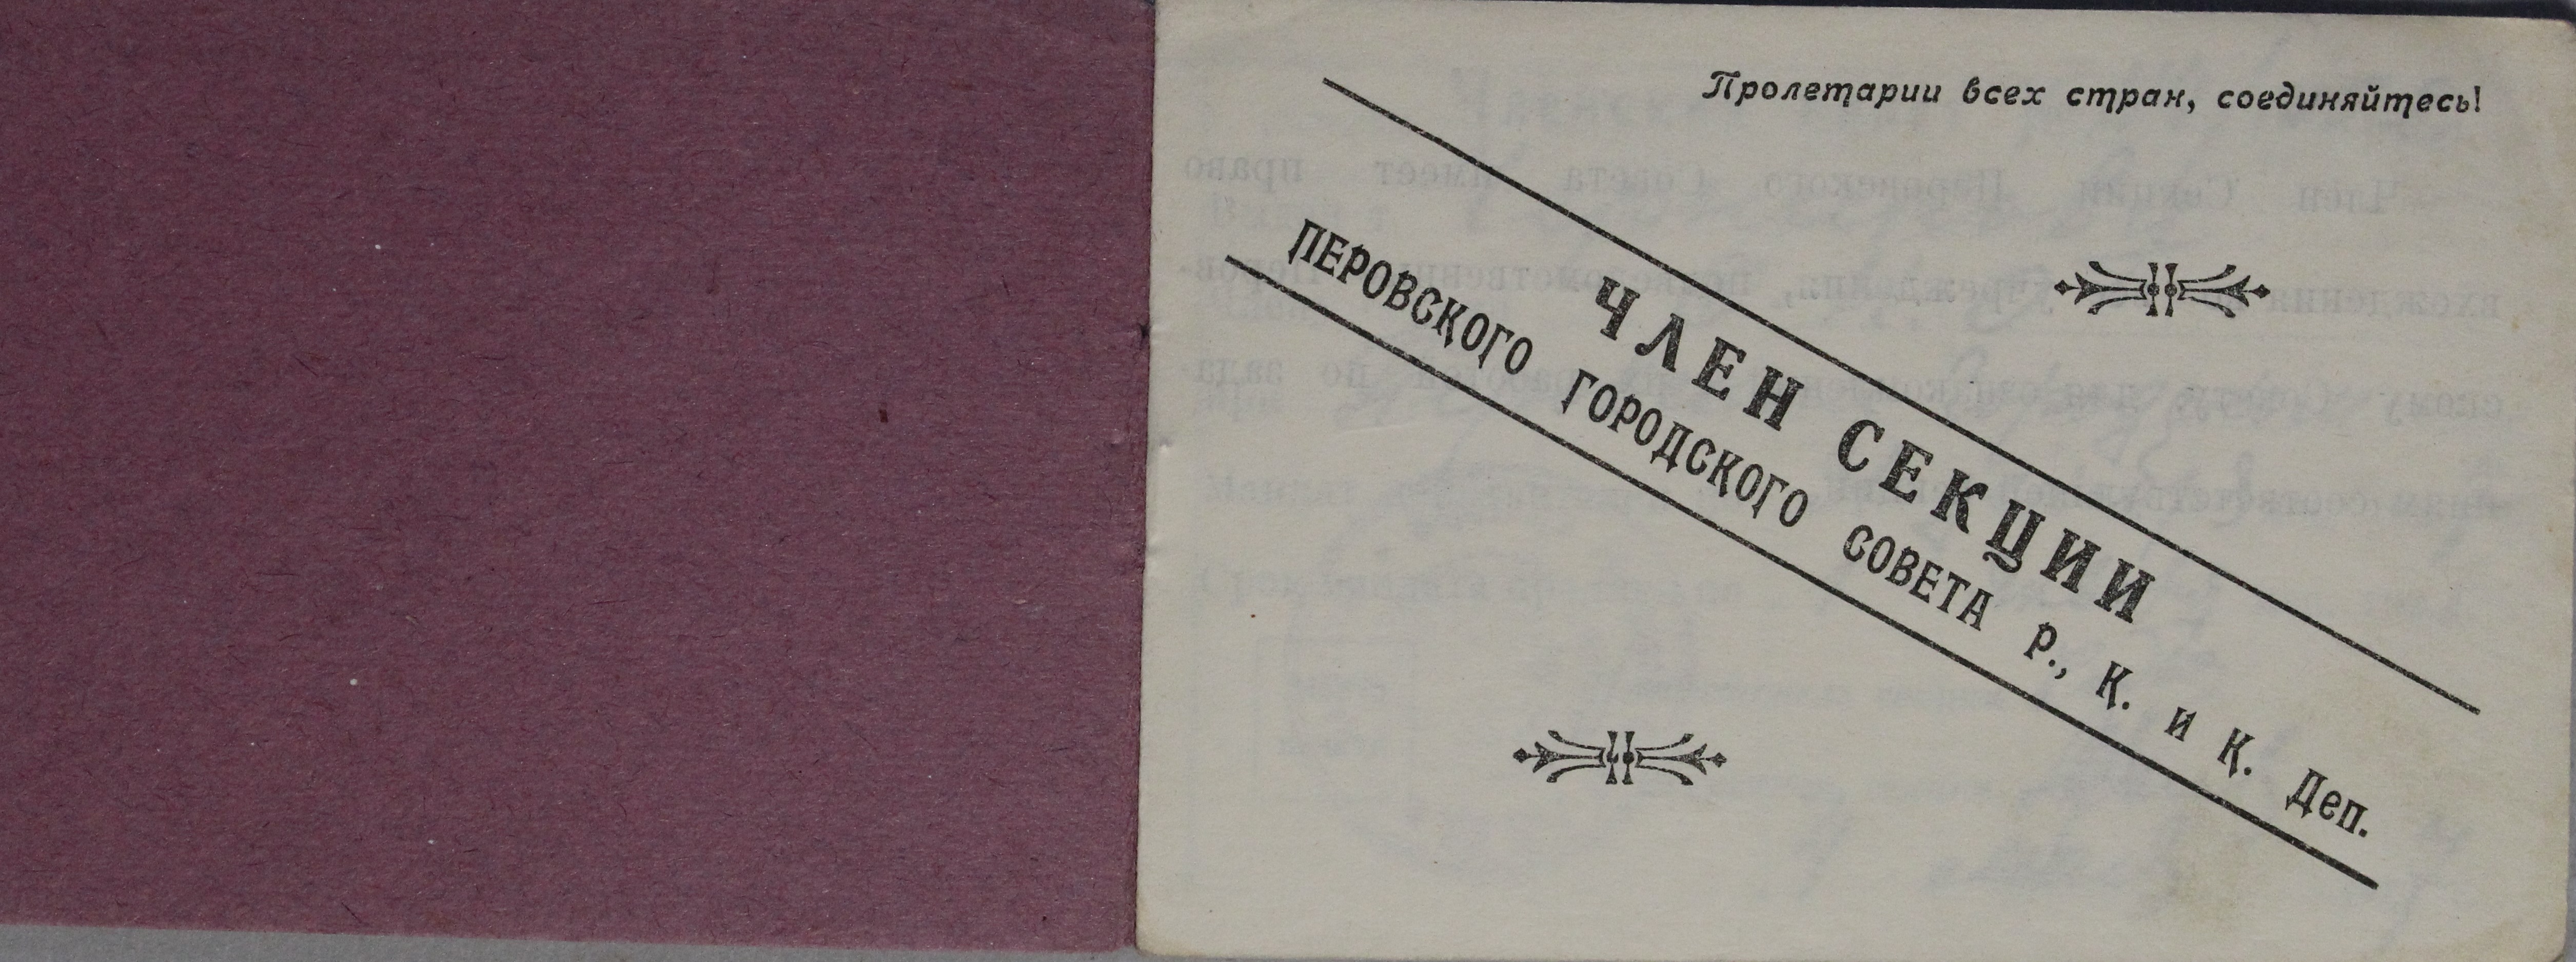 Пролетарии всех стран, соединяйтесь!
ЧЛЕН СЕКЦИИ
ПЕРОВСКОГО ГОРОДСКОГО СОВЕТА Р., К. и К. Деп.